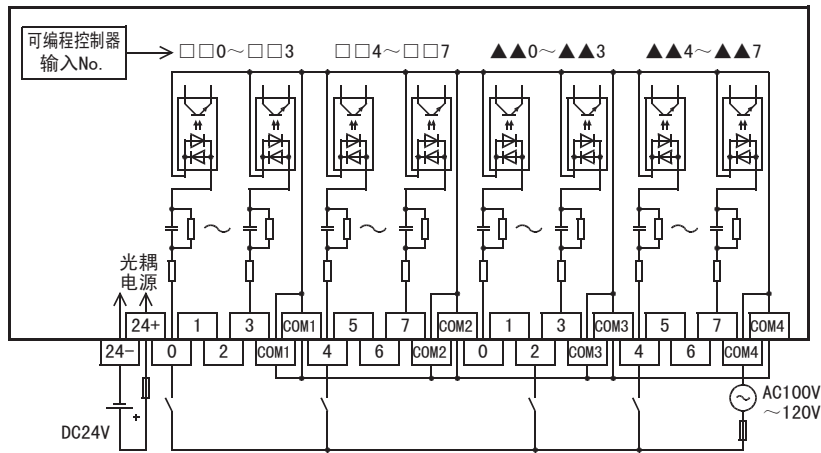 可编程控制器
输入No.
□□0～□□3
□□4～□□7
▲▲0～▲▲3
▲▲4～▲▲7
光耦
电源
24+
1
3
COM1
5
7
COM2
1
3
COM3
5
7
COM4
24-
0
2
COM1
4
6
COM2
0
2
COM3
4
6
COM4
DC24V
+
AC100V
～120V